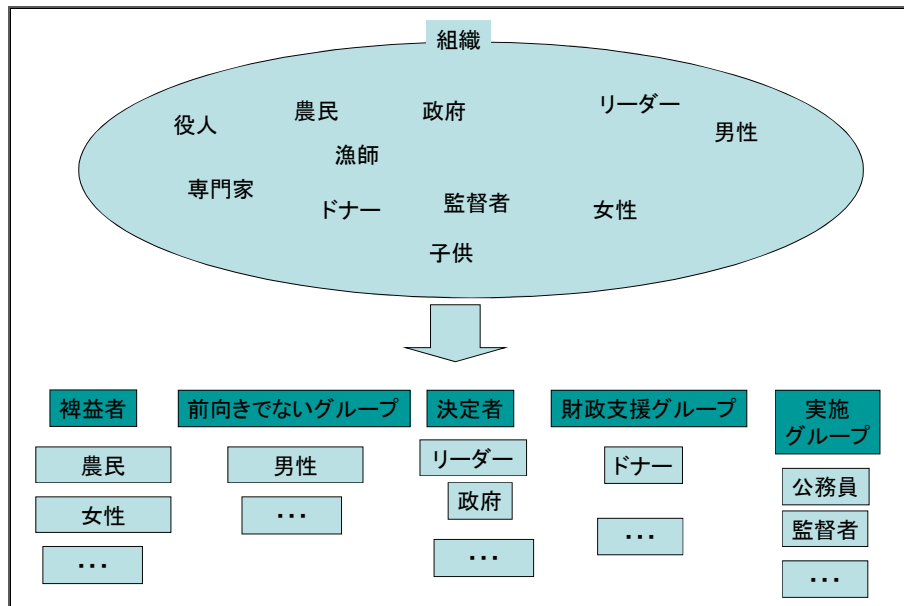 組織
役人
農民
政府
リーダー
男性
漁師
専門家
ドナー
監督者
女性
子供
裨益者
農民
女性
・・・
前向きでないグループ
男性
・・・
決定者
リーダー
政府
・・・
財政支援グループ
ドナー
・・・
実施
グループ
公務員
監督者
・・・